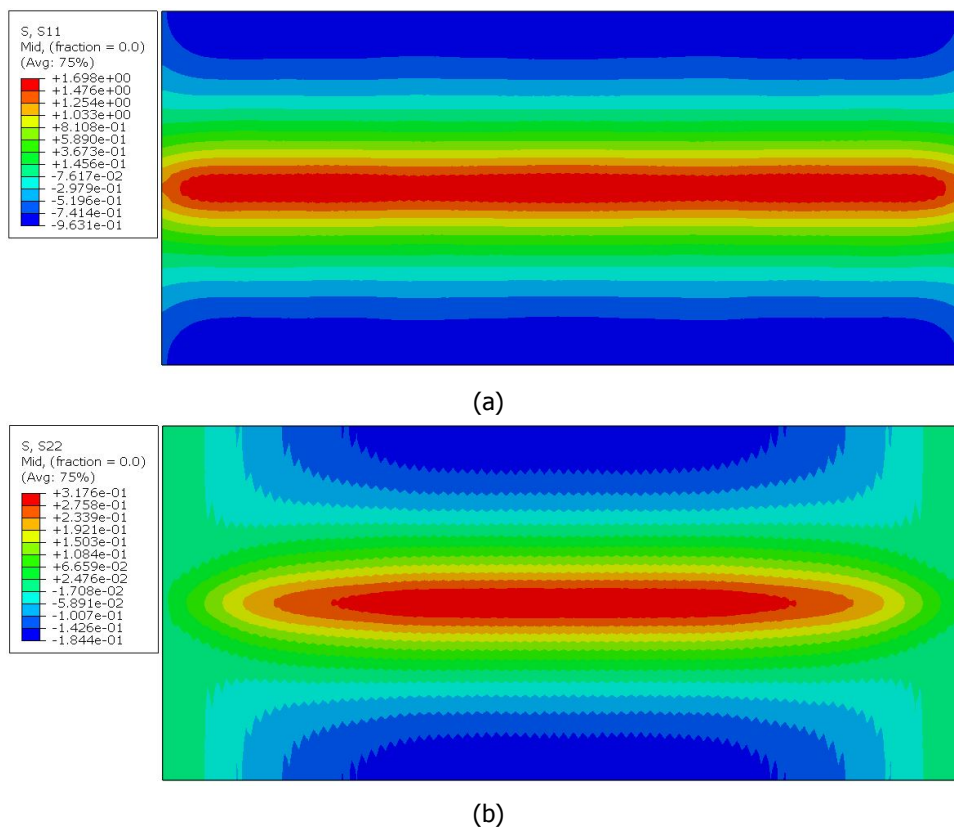 S, S11
Mid, (fraction = 0.0)
(Avg: 75%)
+1.698e+00
+1.476e+00
+1.254e+00
+1.033e+00
+8.108e-01
+5.890e-01
+3.673e-01
+1.456e-01
-7.617e-02
-2.979e-01
-5.196e-01
-7.414e-01
-9.631e-01
(a)
S, S22
Mid, (fraction = 0.0)
(Avg: 75%)
+3.176e-01
+2.758e-01
+2.339e-01
+1.921e-01
+1.503e-01
+1.084e-01
+6.659e-02
+2.476e-02
-1.708e-02
-5.891e-02
-1.007e-01
-1.426e-01
-1.844e-01
(b)